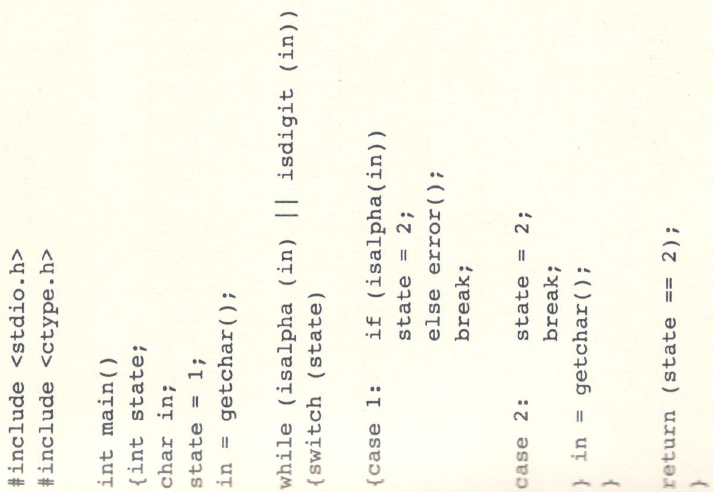 #include <stdio.h>
#include <ctype.h>
int main()
{int state;
char in;
state = 1;
in = getchar();
while (isalpha (in) || isdigit (in))
{switch (state)
{case 1: if (isalpha(in))
state = 2;
else error();
break;
case 2: state = 2;
break;
} in = getchar();
}
return (state == 2);
}